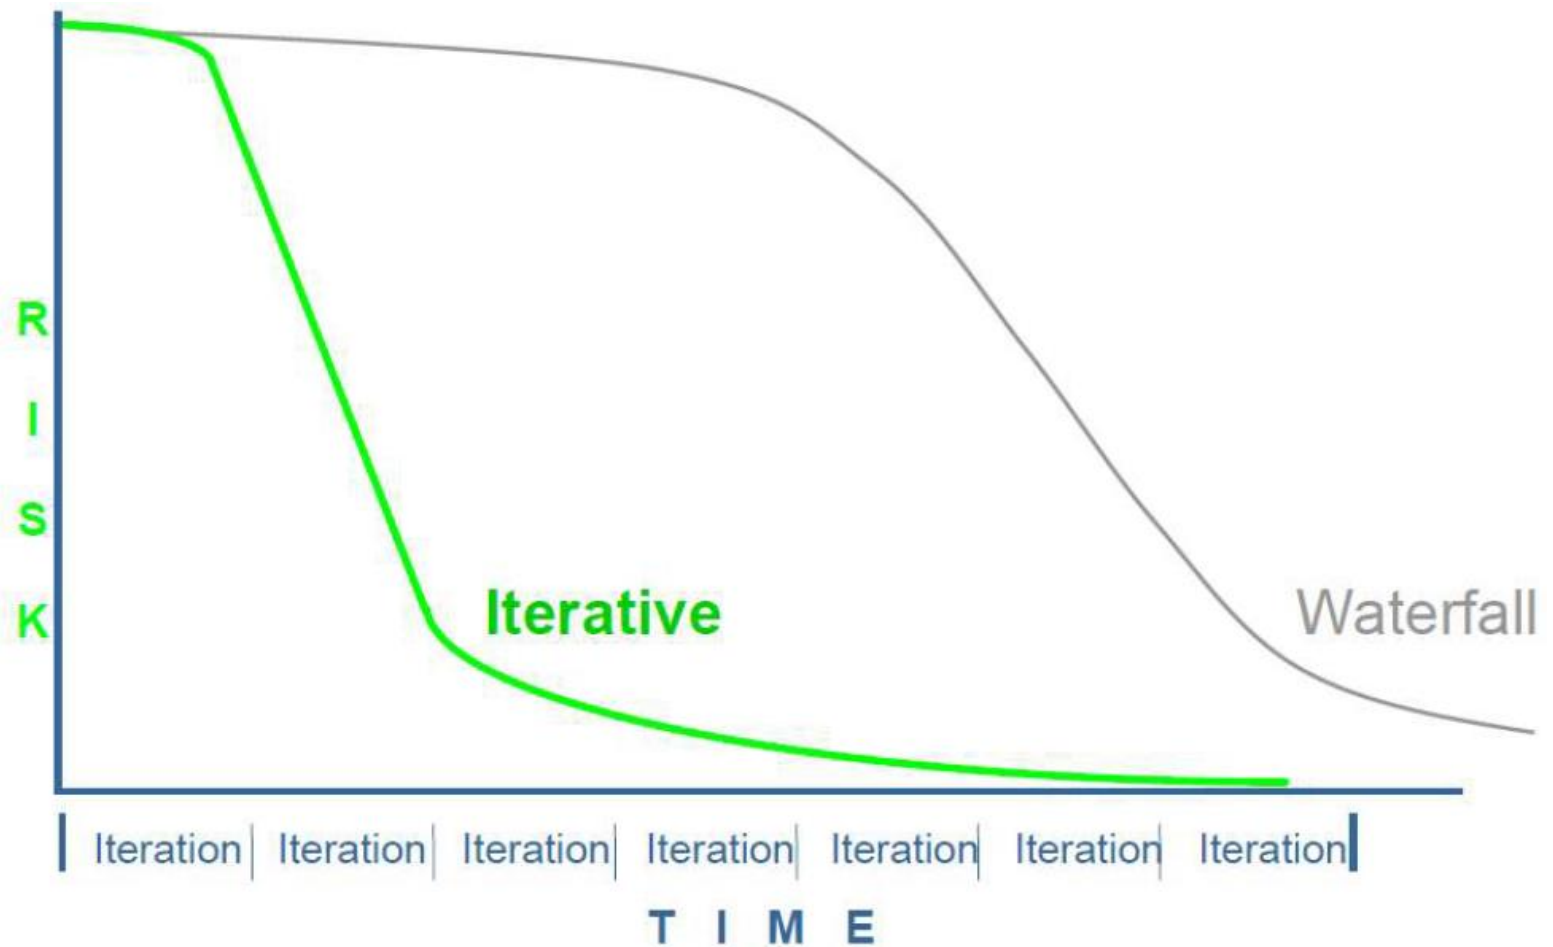 R
I
S
K
Iterative
Waterfall
Iteration Iteration Iteration Iteration Iteration Iteration Iteration
T I M E